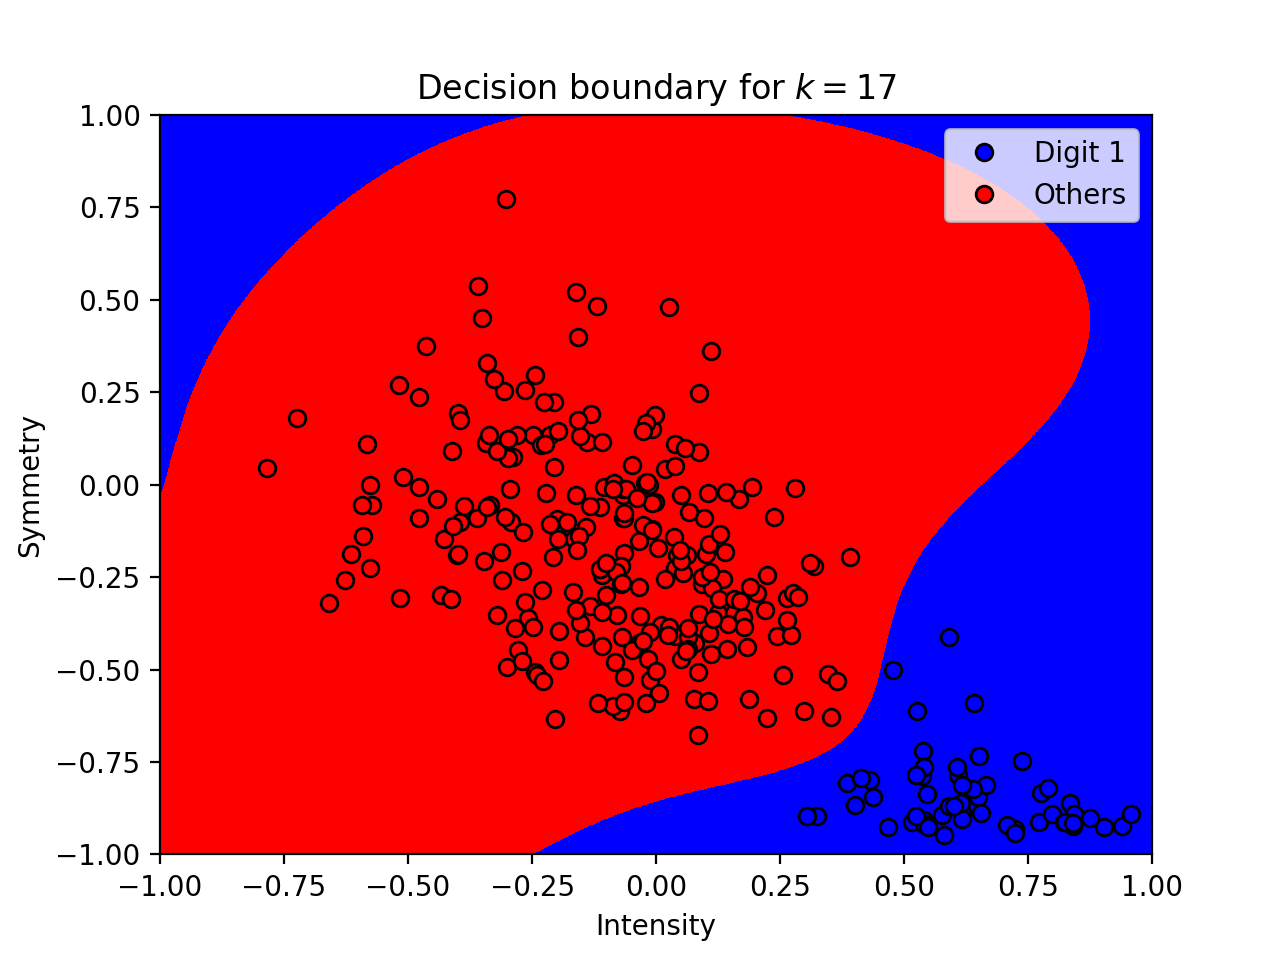 Decision boundary for k = 17
Digit 1
Others
1.00
0.75
0.50
0.25
0.00
−0.25
−0.50
−0.75
−1.00
Symmetry
−1.00 −0.75 −0.50 −0.25 0.00 0.25 0.50 0.75 1.00
Intensity